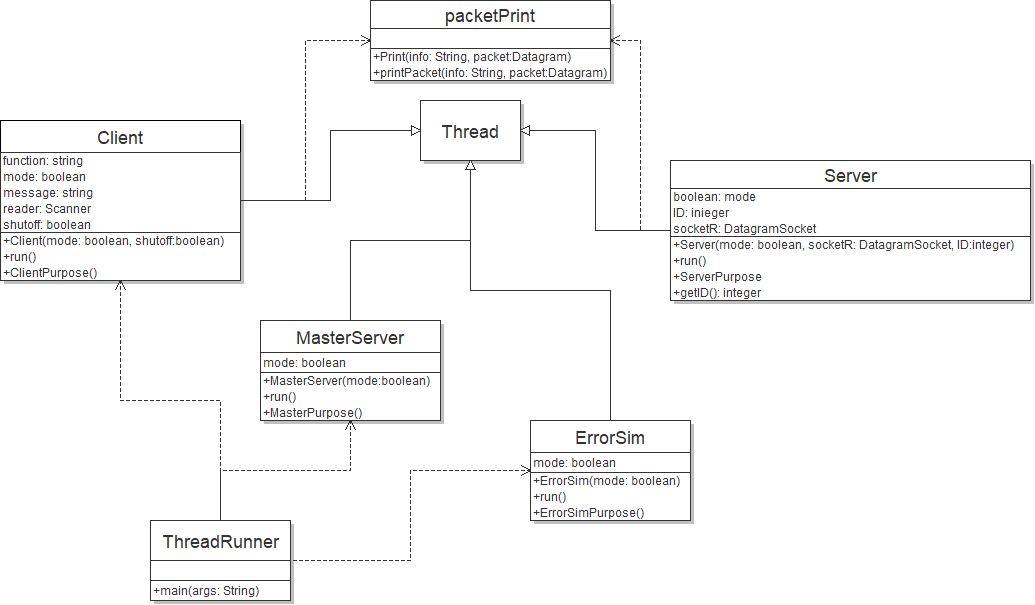 packetPrint
+Print(info: String, packet:Datagram)
+printPacket(info: String, packet:Datagram)
Thread
Client
function: string
mode: boolean
message: string
reader: Scanner
shutoff: boolean
+Client(mode: boolean, shutoff:boolean)
+run()
+ClientPurpose()
Server
boolean: mode
ID: inieger
socketR: DatagramSocket
+Server(mode: boolean, socketR: DatagramSocket, ID:integer)
+run()
+ServerPurpose
+getID(): integer
MasterServer
mode: boolean
+MasterServer(mode:boolean)
+run()
+MasterPurpose()
ErrorSim
mode: boolean
+ErrorSim(mode: boolean)
+run()
+ErrorSimPurpose()
ThreadRunner
+main(args: String)